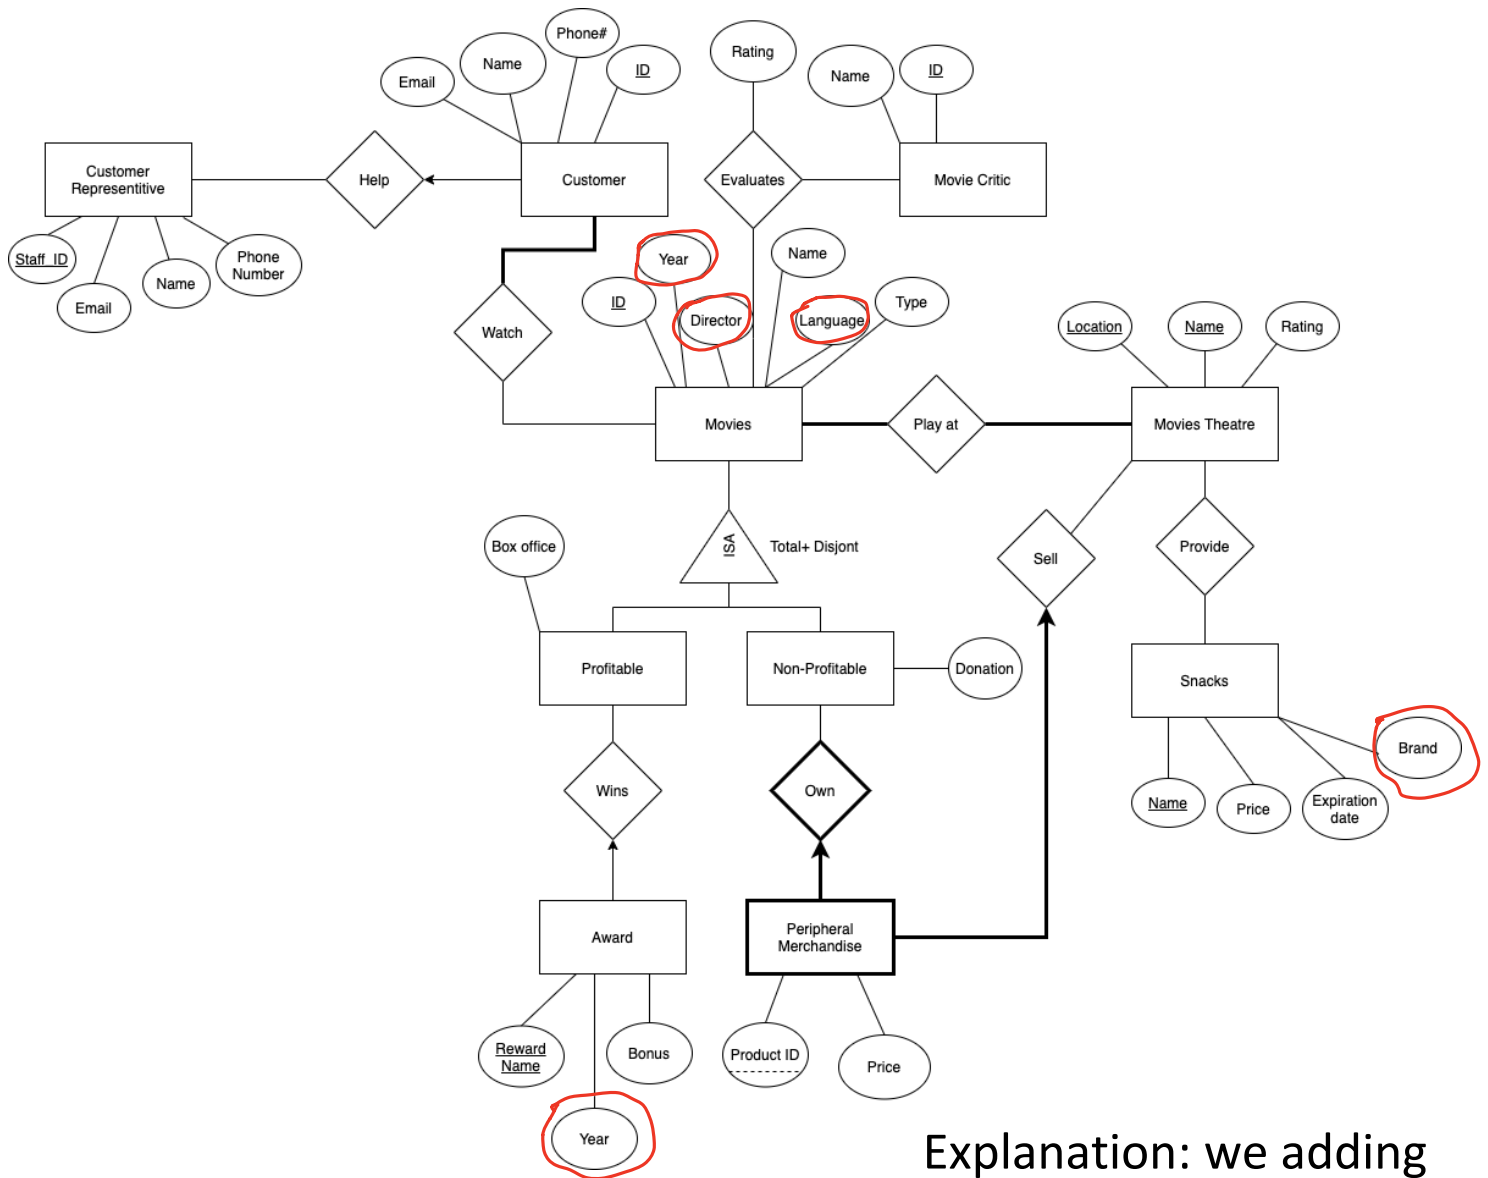 Phone#
Name
ID
Email
Rating
Name
ID
Customer
Representitive
Help
Customer
Evaluates
Movie Critic
Staff_ID
Email
Name
Phone
Number
Year
Name
ID
Director
Language
Type
Watch
Location
Name
Rating
Movies
Play at
Movies Theatre
Box office
ISA
Total+ Disjont
Sell
Provide
Profitable
Non-Profitable
Donation
Snacks
Brand
Wins
Own
Name
Price
Expiration
date
Award
Peripheral
Merchandise
Reward
Name
Bonus
Product ID
Price
Year
Explanation: we adding